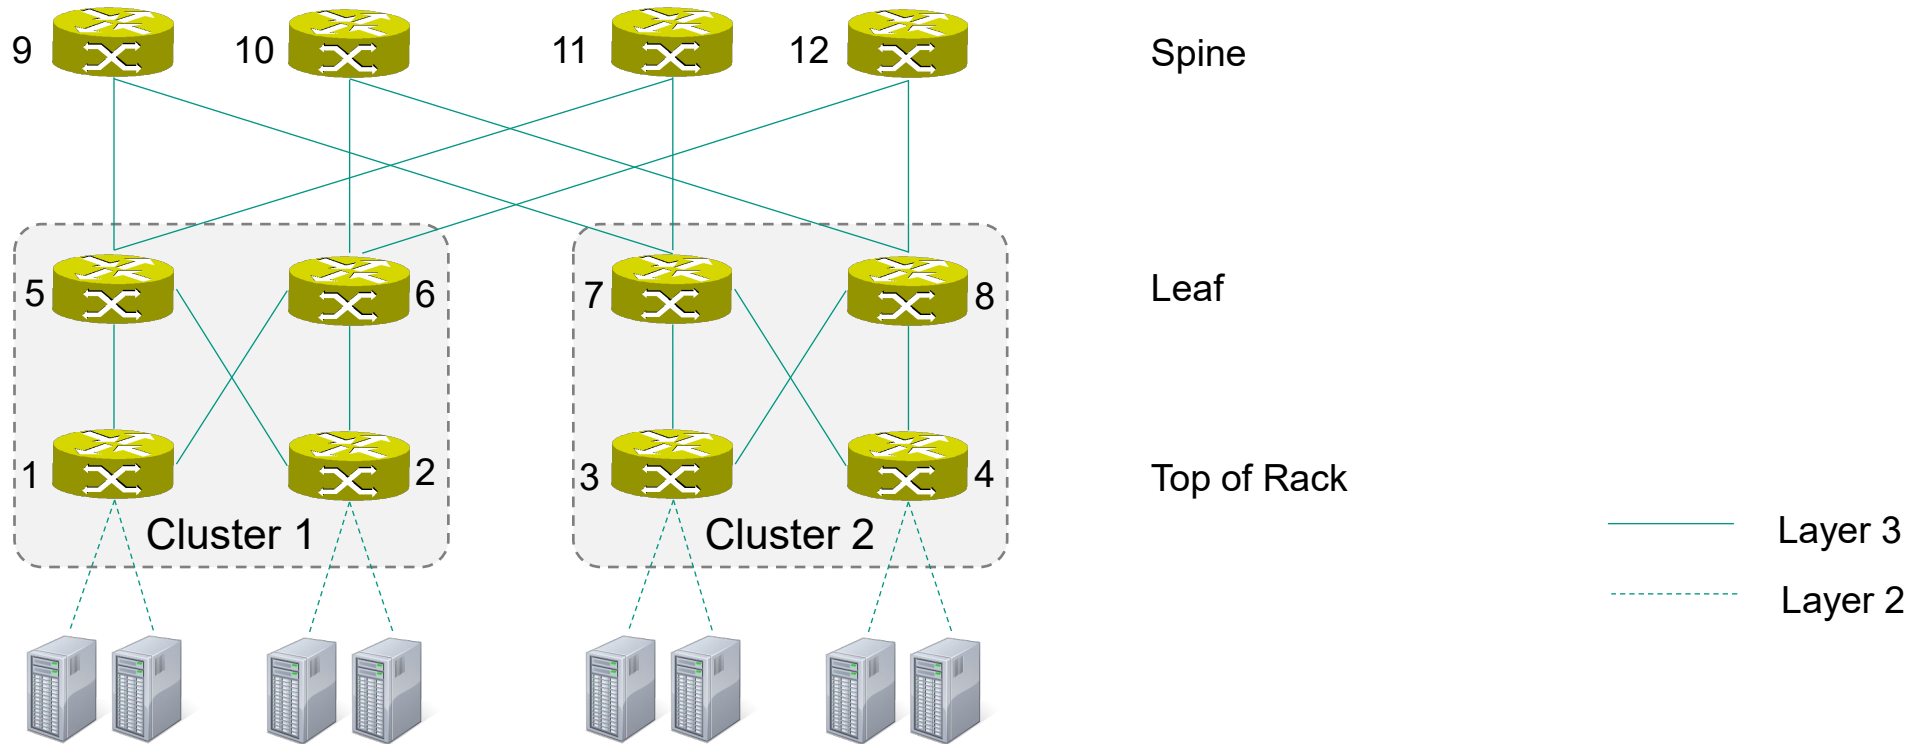 9
10
11
12
Spine
5
6
7
8
Leaf
1
2
3
4
Top of Rack
Cluster 1
Cluster 2
Layer 3
Layer 2